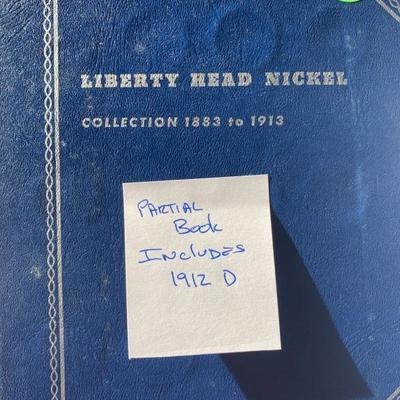 LIBERTY HEAD NICKEL
COLLECTION 1883 to 1913
PARTIAL
Book
INCLUDES
1912 D